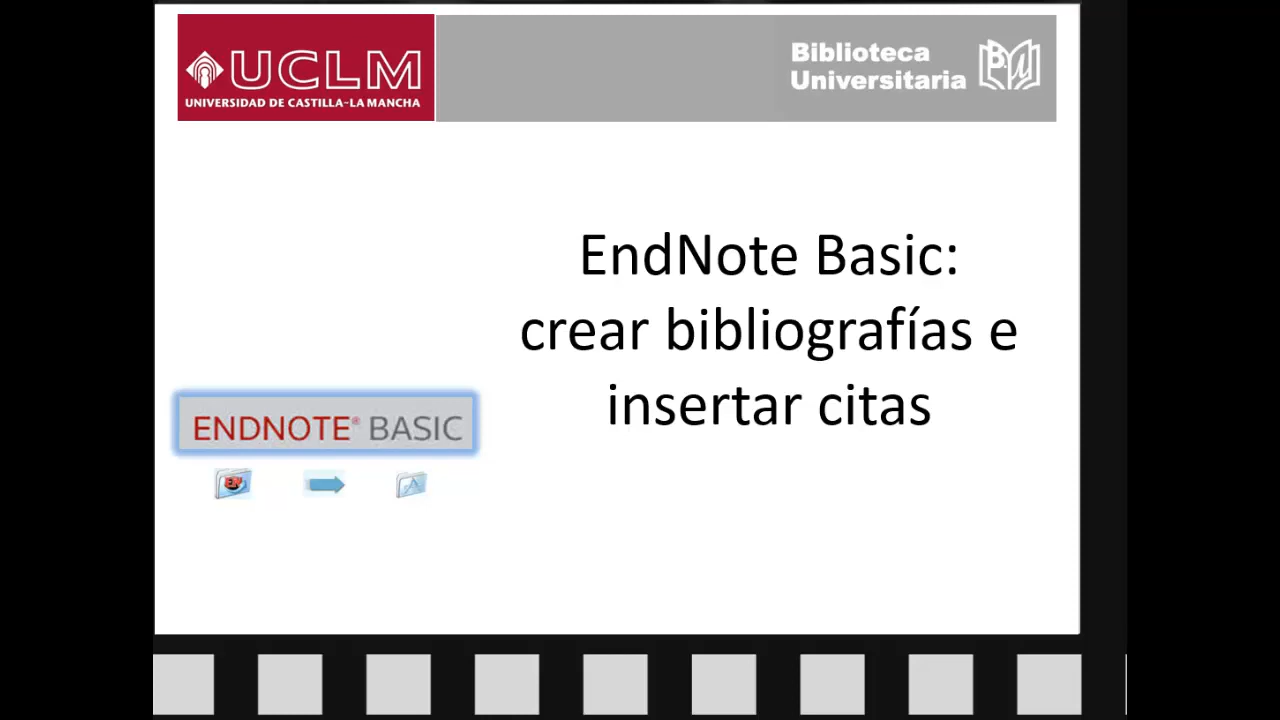 UCLM
UNIVERSIDAD DE CASTILLA-LA MANCHA
Biblioteca
Universitaria
EndNote Basic:
crear bibliografías e
insertar citas
ENDNOTE® BASIC